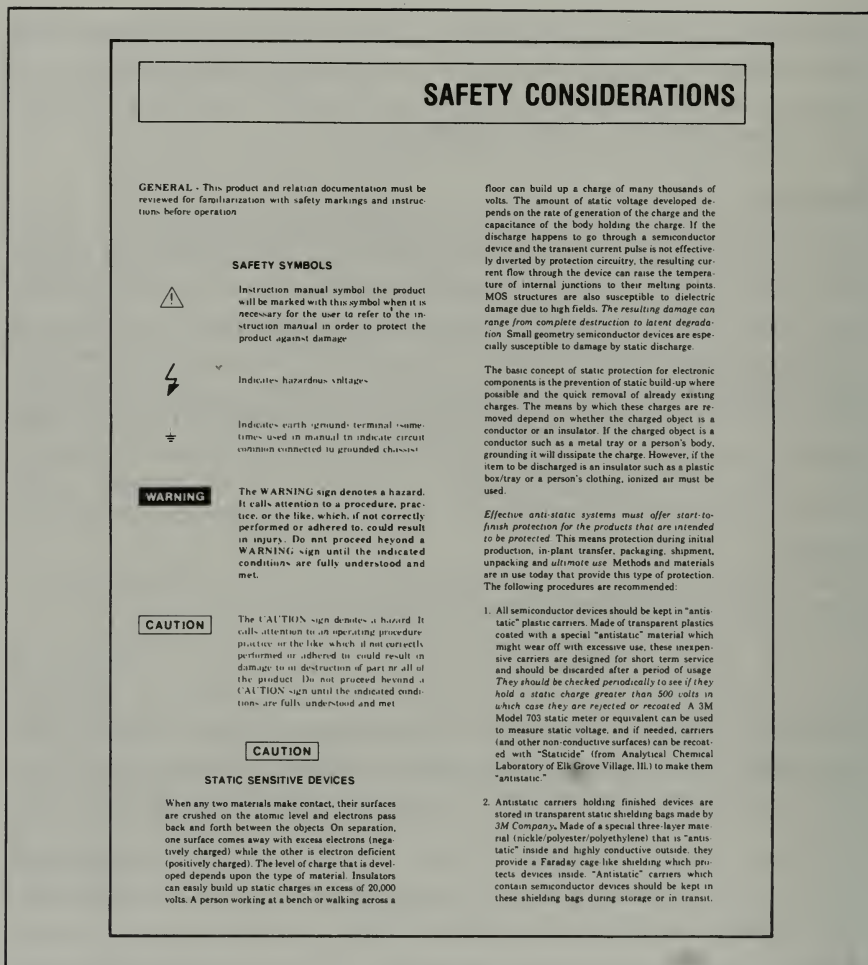 SAFETY CONSIDERATIONS
GENERAL - This product and relation documentation must be
reviewed for familiarization with safety markings and instruc-
tions before operation
SAFETY SYMBOLS
Instruction manual symbol the product
will be marked with this symbol when it is
necessary for the user to refer to the in-
struction manual in order to protect the
product against damage
Indicates hazardous voltages
Indicates earth (ground) terminal (some-
times used in manual to indicate circuit
common connected to grounded chassis)
WARNING
The WARNING sign denotes a hazard.
It calls attention to a procedure, prac-
tice, or the like, which, if not correctly
performed or adhered to, could result
in injury. Do not proceed beyond a
WARNING sign until the indicated
conditions are fully understood and
met.
CAUTION
The CAUTION sign denotes a hazard It
calls attention to an operating procedure
practice or the like which if not correctly
performed or adhered to could result in
damage to or destruction of part or all of
the product Do not proceed beyond a
CAUTION sign until the indicated condi-
tions are fully understood and met
CAUTION
STATIC SENSITIVE DEVICES
When any two materials make contact, their surfaces
are crushed on the atomic level and electrons pass
back and forth between the objects On separation,
one surface comes away with excess electrons (nega-
tively charged) while the other is electron deficient
(positively charged). The level of charge that is devel-
oped depends upon the type of material. Insulators
can easily build up static charges in excess of 20,000
volts. A person working at a bench or walking across a
floor can build up a charge of many thousands of
volts. The amount of static voltage developed de-
pends on the rate of generation of the charge and the
capacitance of the body holding the charge. If the
discharge happens to go through a semiconductor
device and the transient current pulse is not effective-
ly diverted by protection circuitry, the resulting cur-
rent flow through the device can raise the tempera-
ture of internal junctions to their melting points.
MOS structures are also susceptible to dielectric
damage due to high fields. The resulting damage can
range from complete destruction to latent degrada-
tion Small geometry semiconductor devices are espe-
cially susceptible to damage by static discharge.
The basic concept of static protection for electronic
components is the prevention of static build-up where
possible and the quick removal of already existing
charges. The means by which these charges are re-
moved depend on whether the charged object is a
conductor or an insulator. If the charged object is a
conductor such as a metal tray or a person's body,
grounding it will dissipate the charge. However, if the
item to be discharged is an insulator such as a plastic
box/tray or a person's clothing, ionized air must be
used.
Effective anti-static systems must offer start-to-
finish protection for the products that are intended
to be protected This means protection during initial
production, in-plant transfer, packaging, shipment,
unpacking and ultimate use Methods and materials
are in use today that provide this type of protection.
The following procedures are recommended:
1. All semiconductor devices should be kept in "antis-
tatic" plastic carriers. Made of transparent plastics
coated with a special "antistatic" material which
might wear off with excessive use, these inexpen-
sive carriers are designed for short term service
and should be discarded after a period of usage
They should be checked periodically to see if they
hold a static charge greater than 500 volts in
which case they are rejected or recoated A 3M
Model 703 static meter or equivalent can be used
to measure static voltage, and if needed, carriers
(and other non-conductive surfaces) can be recoat-
ed with "Staticide" (from Analytical Chemical
Laboratory of Elk Grove Village, Ill.) to make them
"antistatic."
2. Antistatic carriers holding finished devices are
stored in transparent static shielding bags made by
3M Company. Made of a special three-layer mate-
rial (nickle/polyester/polyethylene) that is "antis-
tatic" inside and highly conductive outside, they
provide a Faraday cage-like shielding which pro-
tects devices inside. "Antistatic" carriers which
contain semiconductor devices should be kept in
these shielding bags during storage or in transit.